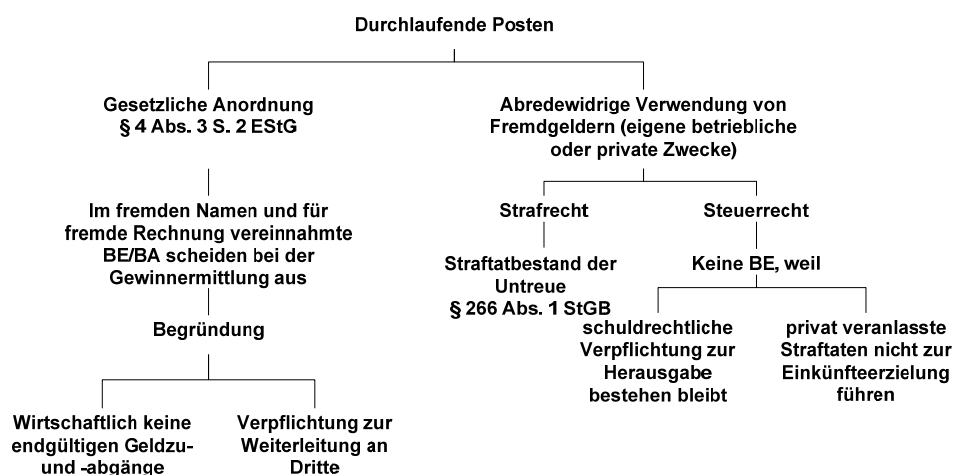 Durchlaufende Posten
Gesetzliche Anordnung
§ 4 Abs. 3 S. 2 EStG
Im fremden Namen und für
fremde Rechnung vereinnahmte
BE/BA scheiden bei der
Gewinnermittlung aus
Begründung
Wirtschaftlich keine
endgültigen Geldzu-
und -abgänge
Verpflichtung zur
Weiterleitung an
Dritte
Abredewidrige Verwendung von
Fremdgeldern (eigene betriebliche
oder private Zwecke)
Strafrecht
Straftatbestand der
Untreue
§ 266 Abs. 1 StGB
Steuerrecht
Keine BE, weil
schuldrechtliche
Verpflichtung zur
Herausgabe
bestehen bleibt
privat veranlasste
Straftaten nicht zur
Einkünfteerzielung
führen